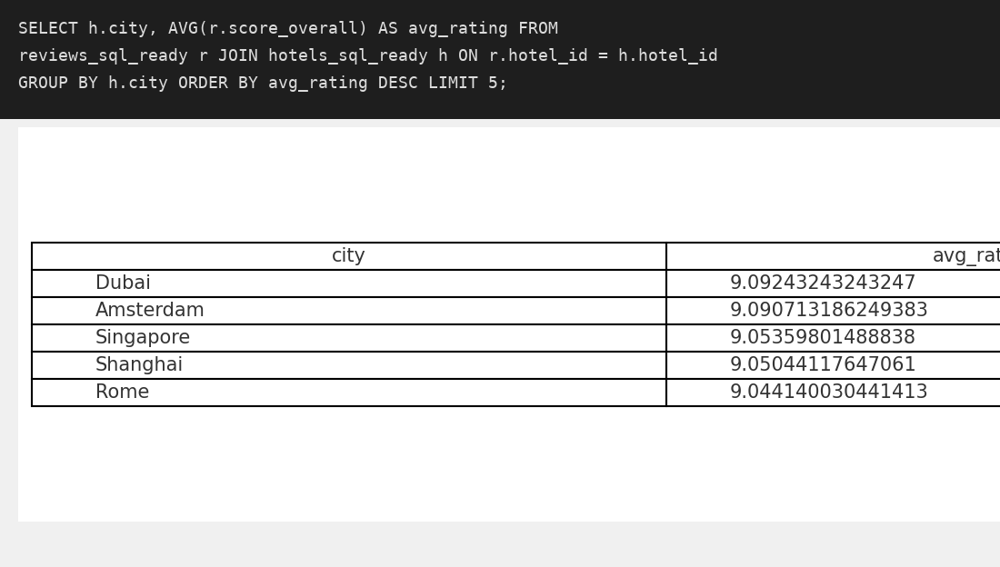 SELECT h.city, AVG(r.score_overall) AS avg_rating FROM
reviews_sql_ready r JOIN hotels_sql_ready h ON r.hotel_id = h.hotel_id
GROUP BY h.city ORDER BY avg_rating DESC LIMIT 5;
city avg_rat
Dubai 9.09243243243247
Amsterdam 9.090713186249383
Singapore 9.05359801488838
Shanghai 9.05044117647061
Rome 9.044140030441413